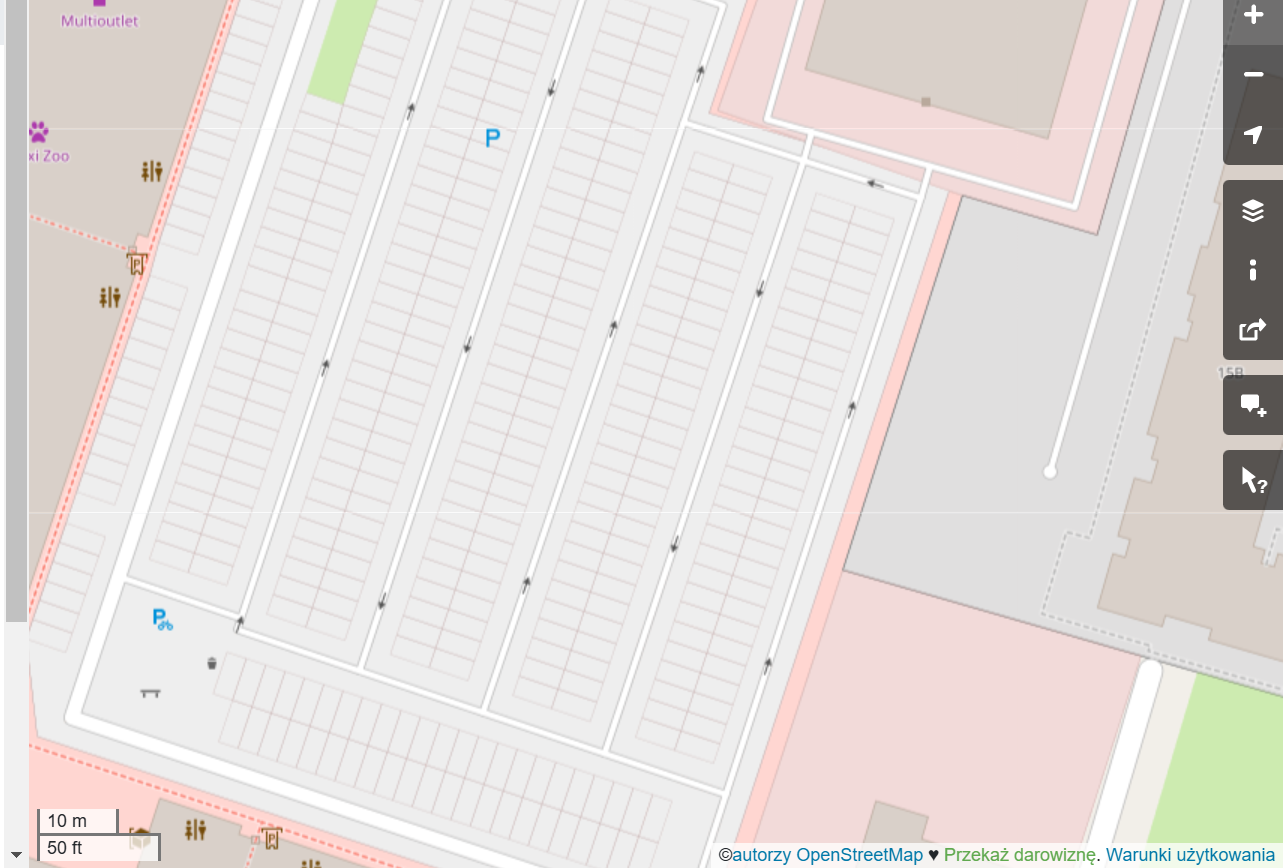 Multioutlet
xi Zoo
P
P
P
15B
P
10 m
50 ft
©autorzy OpenStreetMap ♥ Przekaż darowiznę. Warunki użytkowania